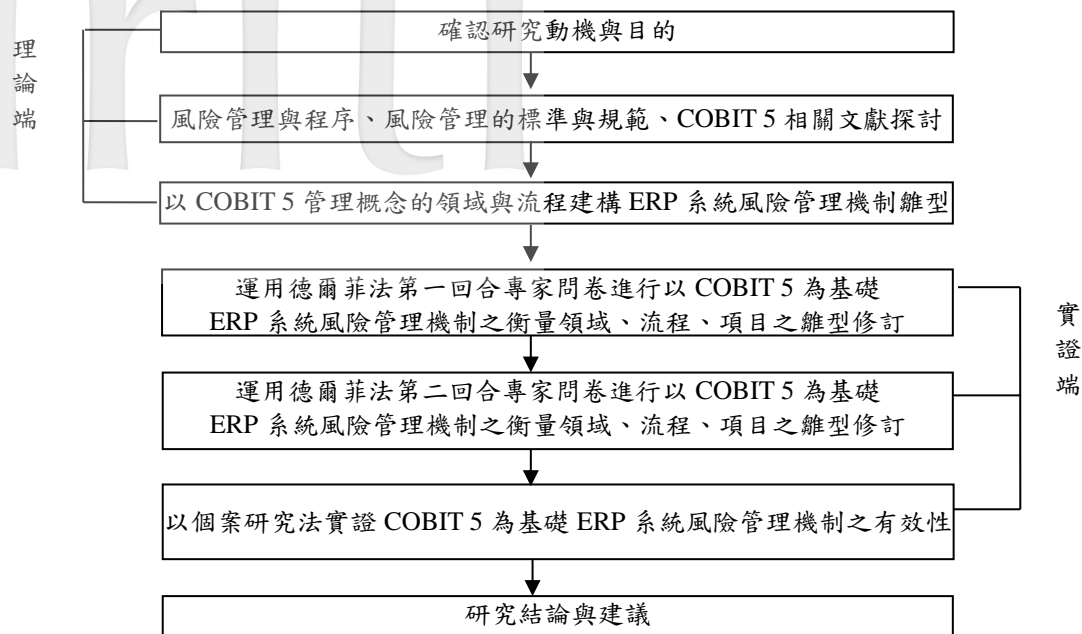 理論端
確認研究動機與目的
風險管理與程序、風險管理的標準與規範、COBIT 5 相關文獻探討
以 COBIT 5 管理概念的領域與流程建構 ERP 系統風險管理機制雛型
運用德爾菲法第一回合專家問卷進行以 COBIT 5 為基礎
ERP 系統風險管理機制之衡量領域、流程、項目之雛型修訂
實證端
運用德爾菲法第二回合專家問卷進行以 COBIT 5 為基礎
ERP 系統風險管理機制之衡量領域、流程、項目之雛型修訂
以個案研究法實證 COBIT 5 為基礎 ERP 系統風險管理機制之有效性
研究結論與建議